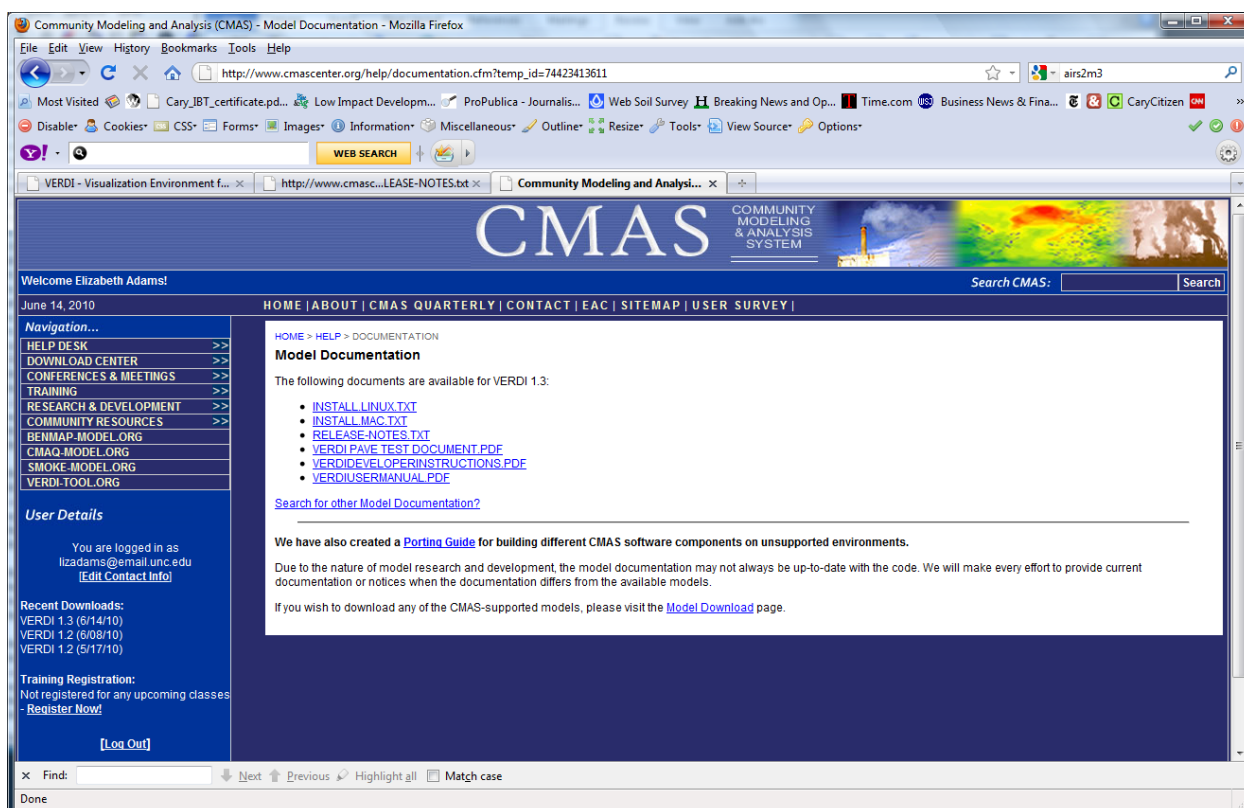 Community Modeling and Analysis (CMAS) - Model Documentation - Mozilla Firefox
File Edit View History Bookmarks Tools Help
http://www.cmascenter.org/help/documentation.cfm?temp_id=74423413611 airs2m3
Most Visited Cary_IBT_certificate.pd... Low Impact Developm... ProPublica - Journalis... Web Soil Survey Breaking News and Op... Time.com Business News & Fina... CaryCitizen »
Disable Cookies CSS Forms Images Information Miscellaneous Outline Resize Tools View Source Options
Y! WEB SEARCH
VERDI - Visualization Environment f... http://www.cmasc...LEASE-NOTES.txt Community Modeling and Analysi...
CMAS COMMUNITY
MODELING
& ANALYSIS
SYSTEM
Welcome Elizabeth Adams! Search CMAS: Search
June 14, 2010 HOME | ABOUT | CMAS QUARTERLY | CONTACT | EAC | SITEMAP | USER SURVEY |
Navigation...
HELP DESK >>
DOWNLOAD CENTER >>
CONFERENCES & MEETINGS >>
TRAINING >>
RESEARCH & DEVELOPMENT >>
COMMUNITY RESOURCES >>
BENMAP-MODEL.ORG
CMAQ-MODEL.ORG
SMOKE-MODEL.ORG
VERDI-TOOL.ORG
User Details
You are logged in as
lizadams@email.unc.edu
[Edit Contact Info]
Recent Downloads:
VERDI 1.3 (6/14/10)
VERDI 1.2 (6/08/10)
VERDI 1.2 (5/17/10)
Training Registration:
Not registered for any upcoming classes
- Register Now!
[Log Out]
HOME > HELP > DOCUMENTATION
Model Documentation
The following documents are available for VERDI 1.3:
• INSTALL.LINUX.TXT
• INSTALL.MAC.TXT
• RELEASE-NOTES.TXT
• VERDI PAVE TEST DOCUMENT.PDF
• VERDIDEVELOPERINSTRUCTIONS.PDF
• VERDIUSERMANUAL.PDF
Search for other Model Documentation?
We have also created a Porting Guide for building different CMAS software components on unsupported environments.
Due to the nature of model research and development, the model documentation may not always be up-to-date with the code. We will make every effort to provide current
documentation or notices when the documentation differs from the available models.
If you wish to download any of the CMAS-supported models, please visit the Model Download page.
× Find: Next Previous Highlight all Match case
Done